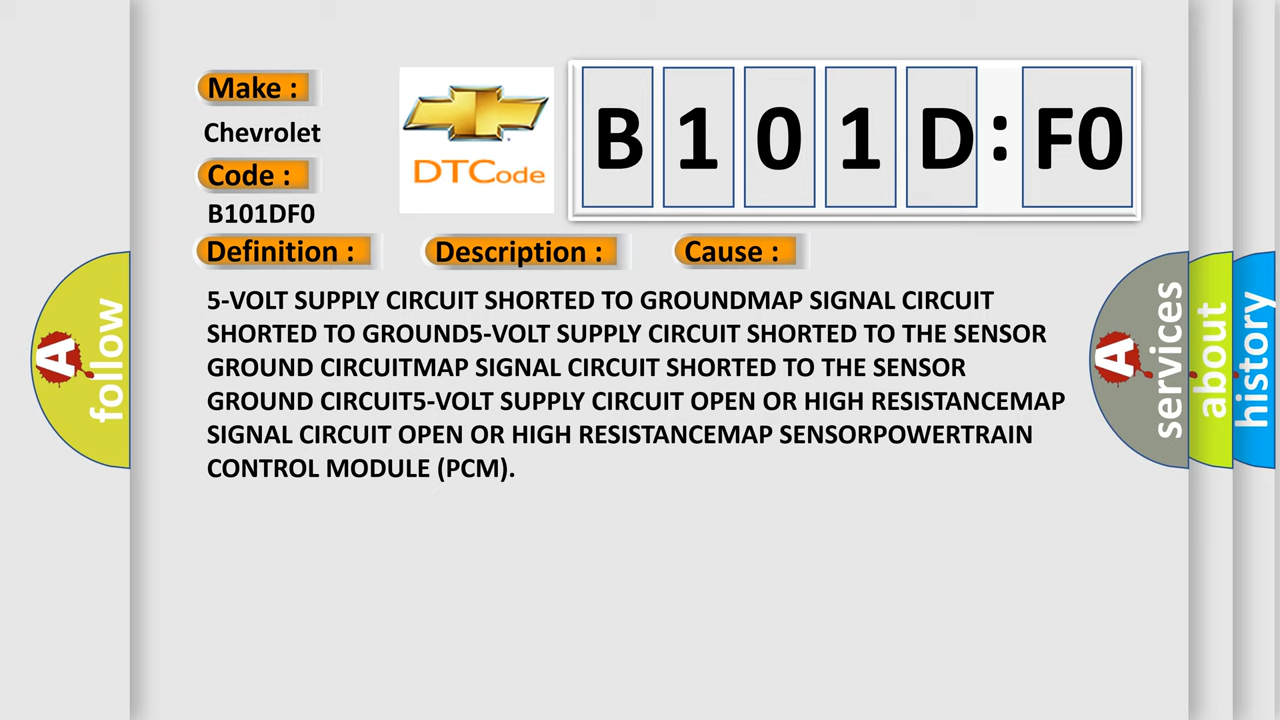 Make :
Chevrolet
Code :
B101DF0
DTCode
B101D:F0
Definition :
Description :
Cause :
5-VOLT SUPPLY CIRCUIT SHORTED TO GROUNDMAP SIGNAL CIRCUIT
SHORTED TO GROUND5-VOLT SUPPLY CIRCUIT SHORTED TO THE SENSOR
GROUND CIRCUITMAP SIGNAL CIRCUIT SHORTED TO THE SENSOR
GROUND CIRCUIT5-VOLT SUPPLY CIRCUIT OPEN OR HIGH RESISTANCEMAP
SIGNAL CIRCUIT OPEN OR HIGH RESISTANCEMAP SENSORPOWERTRAIN
CONTROL MODULE (PCM).
A
follow
A
services
about
history